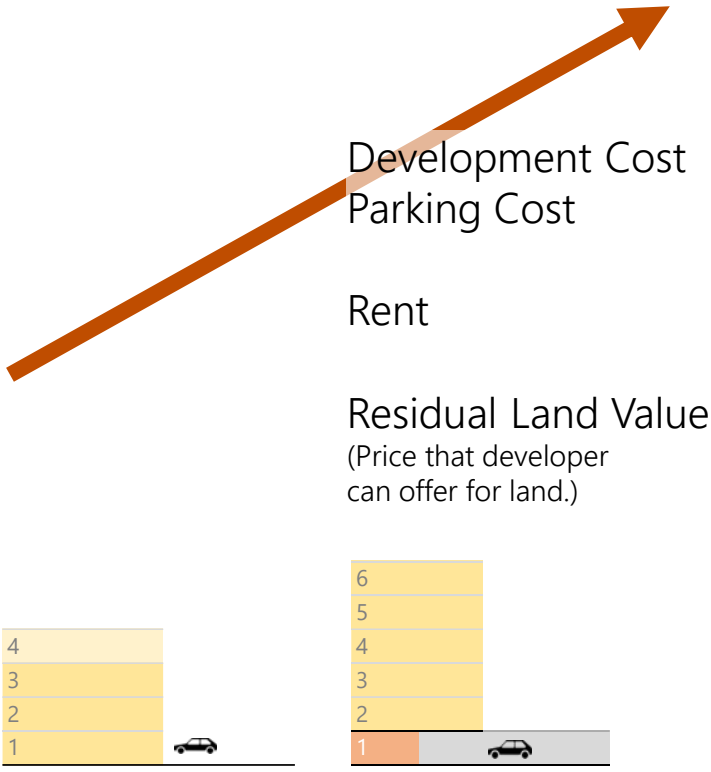 Development Cost
Parking Cost
Rent
Residual Land Value
(Price that developer
can offer for land.)
4
3
2
1
6
5
4
3
2
1